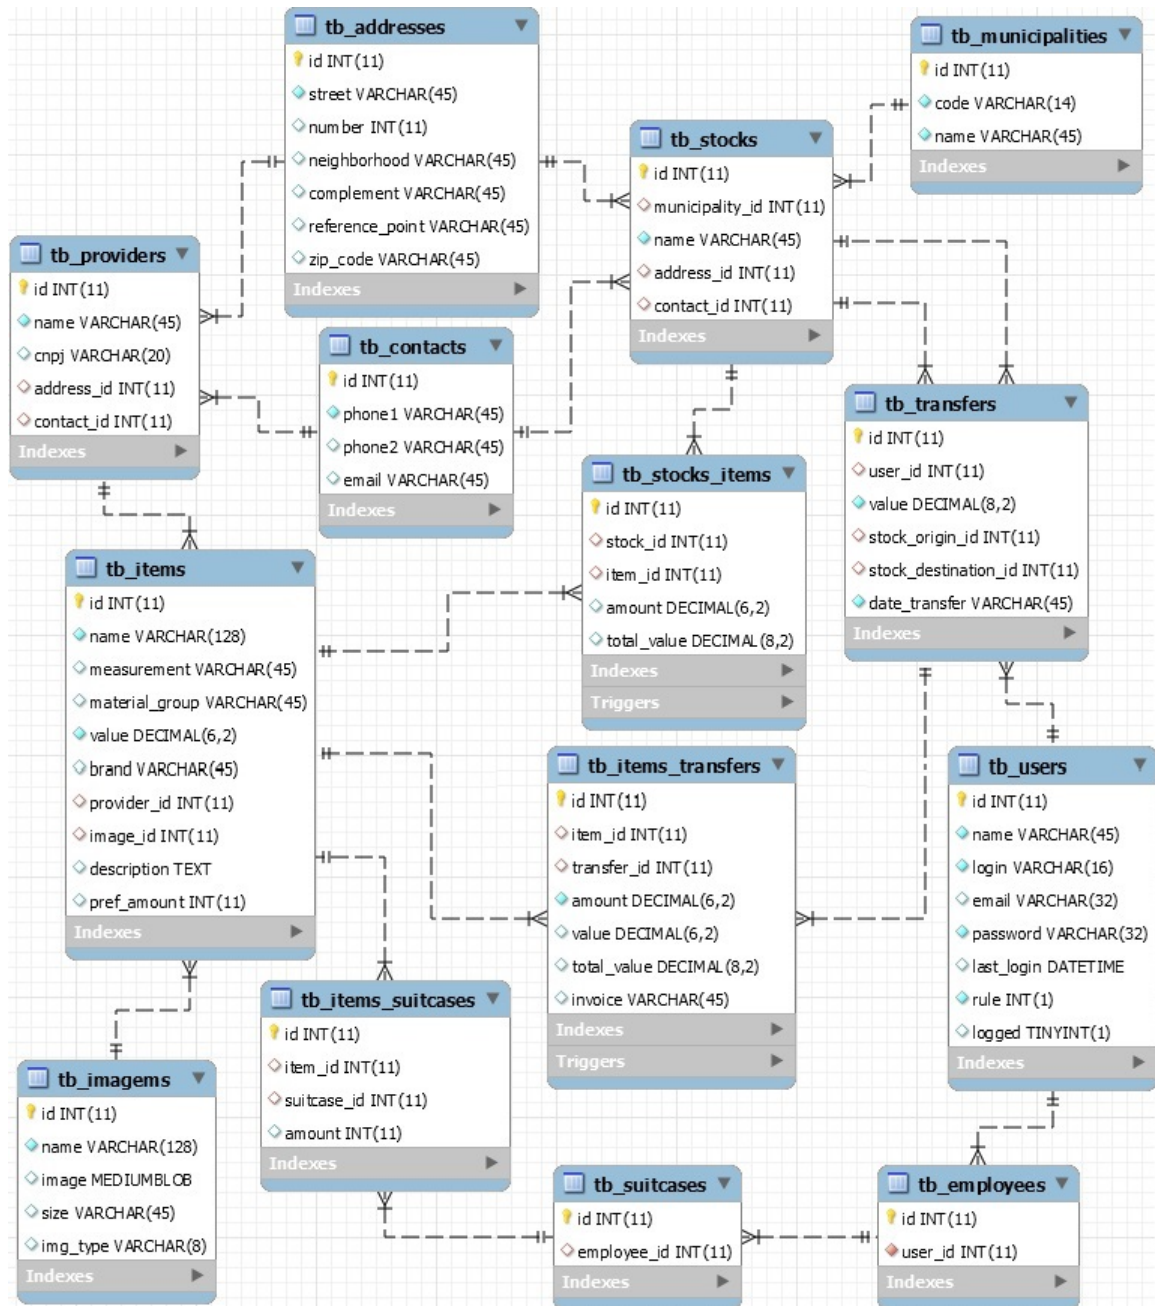 tb_addresses
id INT(11)
street VARCHAR(45)
number INT(11)
neighborhood VARCHAR(45)
complement VARCHAR(45)
reference_point VARCHAR(45)
zip_code VARCHAR(45)
Indexes
tb_municipalities
id INT(11)
code VARCHAR(14)
name VARCHAR(45)
Indexes
tb_stocks
id INT(11)
municipality_id INT(11)
name VARCHAR(45)
address_id INT(11)
contact_id INT(11)
Indexes
tb_providers
id INT(11)
name VARCHAR(45)
cnpj VARCHAR(20)
address_id INT(11)
contact_id INT(11)
Indexes
tb_contacts
id INT(11)
phone1 VARCHAR(45)
phone2 VARCHAR(45)
email VARCHAR(45)
Indexes
tb_transfers
id INT(11)
user_id INT(11)
value DECIMAL(8,2)
stock_origin_id INT(11)
stock_destination_id INT(11)
date_transfer VARCHAR(45)
Indexes
tb_stocks_items
id INT(11)
stock_id INT(11)
item_id INT(11)
amount DECIMAL(6,2)
total_value DECIMAL(8,2)
Indexes
Triggers
tb_items
id INT(11)
name VARCHAR(128)
measurement VARCHAR(45)
material_group VARCHAR(45)
value DECIMAL(6,2)
brand VARCHAR(45)
provider_id INT(11)
image_id INT(11)
description TEXT
pref_amount INT(11)
Indexes
tb_items_transfers
id INT(11)
item_id INT(11)
transfer_id INT(11)
amount DECIMAL(6,2)
value DECIMAL(6,2)
total_value DECIMAL(8,2)
invoice VARCHAR(45)
Indexes
Triggers
tb_users
id INT(11)
name VARCHAR(45)
login VARCHAR(16)
email VARCHAR(32)
password VARCHAR(32)
last_login DATETIME
rule INT(1)
logged TINYINT(1)
Indexes
tb_items_suitcases
id INT(11)
item_id INT(11)
suitcase_id INT(11)
amount INT(11)
Indexes
tb_imagems
id INT(11)
name VARCHAR(128)
image MEDIUMBLOB
size VARCHAR(45)
img_type VARCHAR(8)
Indexes
tb_suitcases
id INT(11)
employee_id INT(11)
Indexes
tb_employees
id INT(11)
user_id INT(11)
Indexes